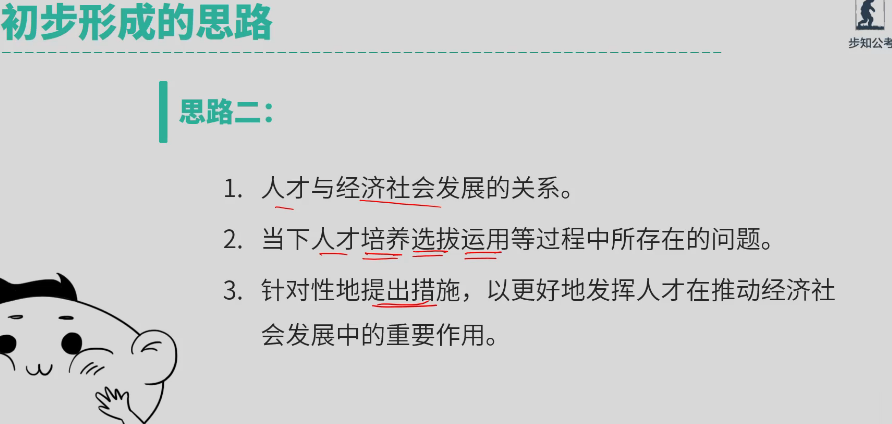 初步形成的思路
步知公考
思路二：
1. 人才与经济社会发展的关系。
2. 当下人才培养选拔运用等过程中所存在的问题。
3. 针对性地提出措施，以更好地发挥人才在推动经济社
会发展中的重要作用。